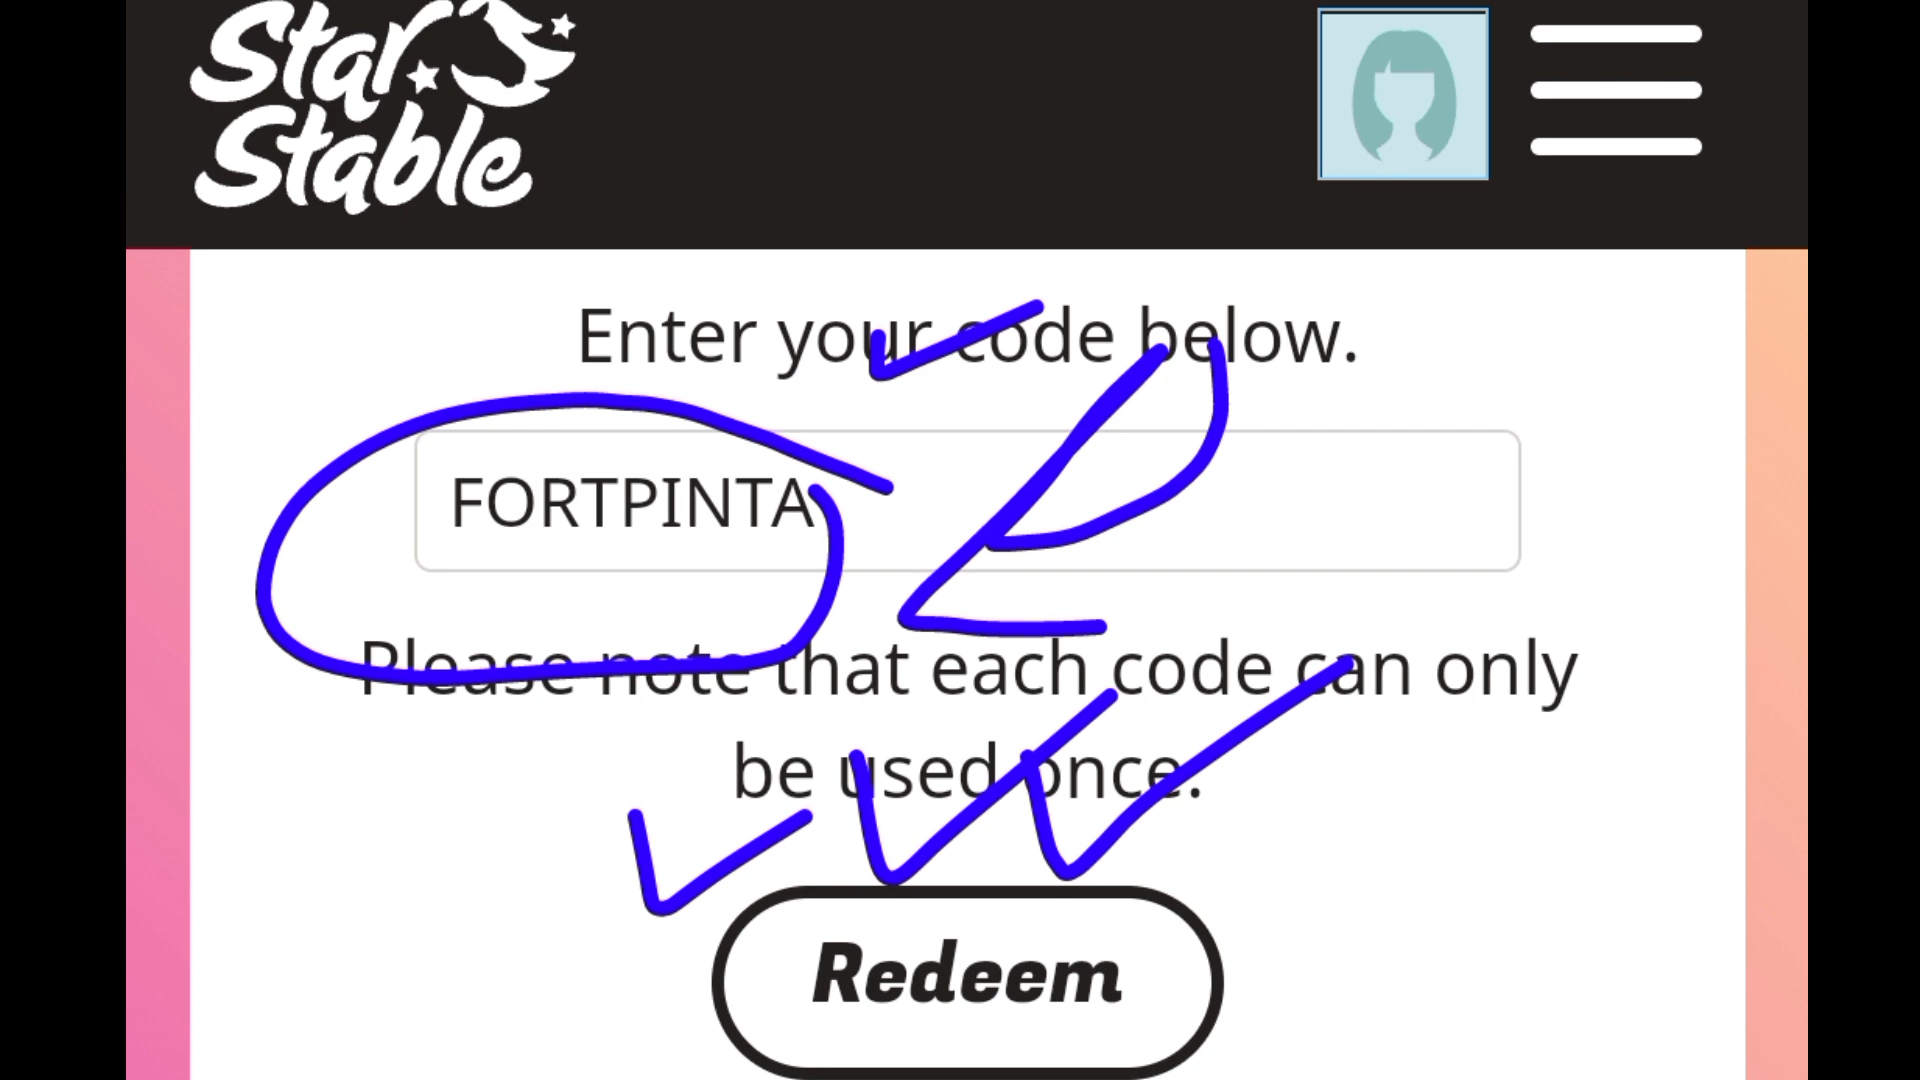 Star
Stable
Enter your code below.
FORTPINTA
Please note that each code can only
be used once.
Redeem